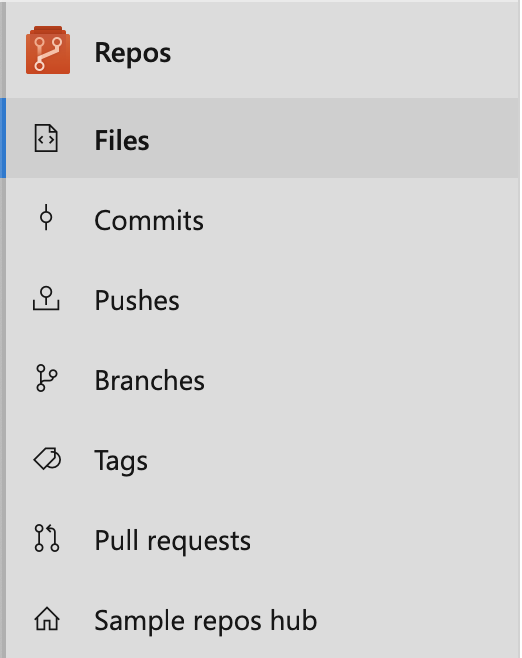 Repos
Files
Commits
Pushes
Branches
Tags
Pull requests
Sample repos hub